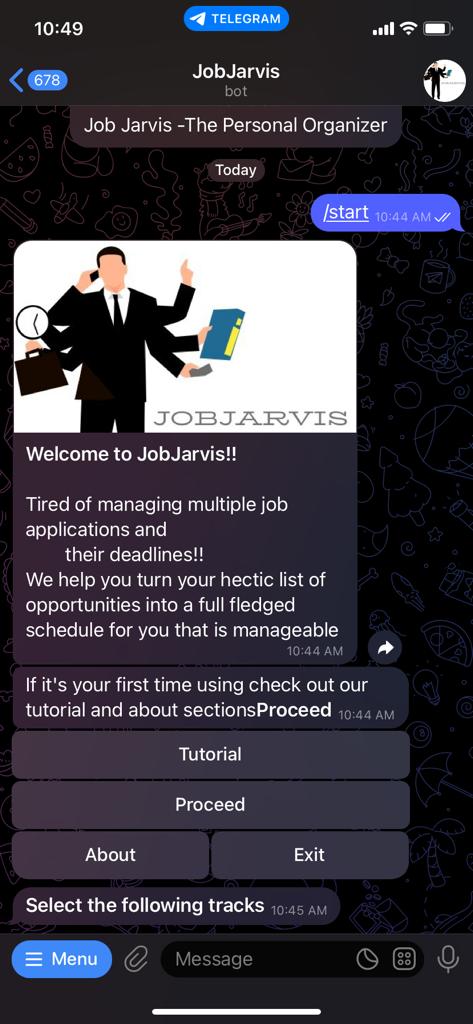 10:49
TELEGRAM
678
JobJarvis
bot
Job Jarvis -The Personal Organizer
Today
/start 10:44 AM
JOBJARVIS
Welcome to JobJarvis!!
Tired of managing multiple job
applications and
their deadlines!!
We help you turn your hectic list of
opportunities into a full fledged
schedule for you that is manageable
10:44 AM
If it's your first time using check out our
tutorial and about sectionsProceed 10:44 AM
Tutorial
Proceed
About Exit
Select the following tracks 10:45 AM
Menu Message